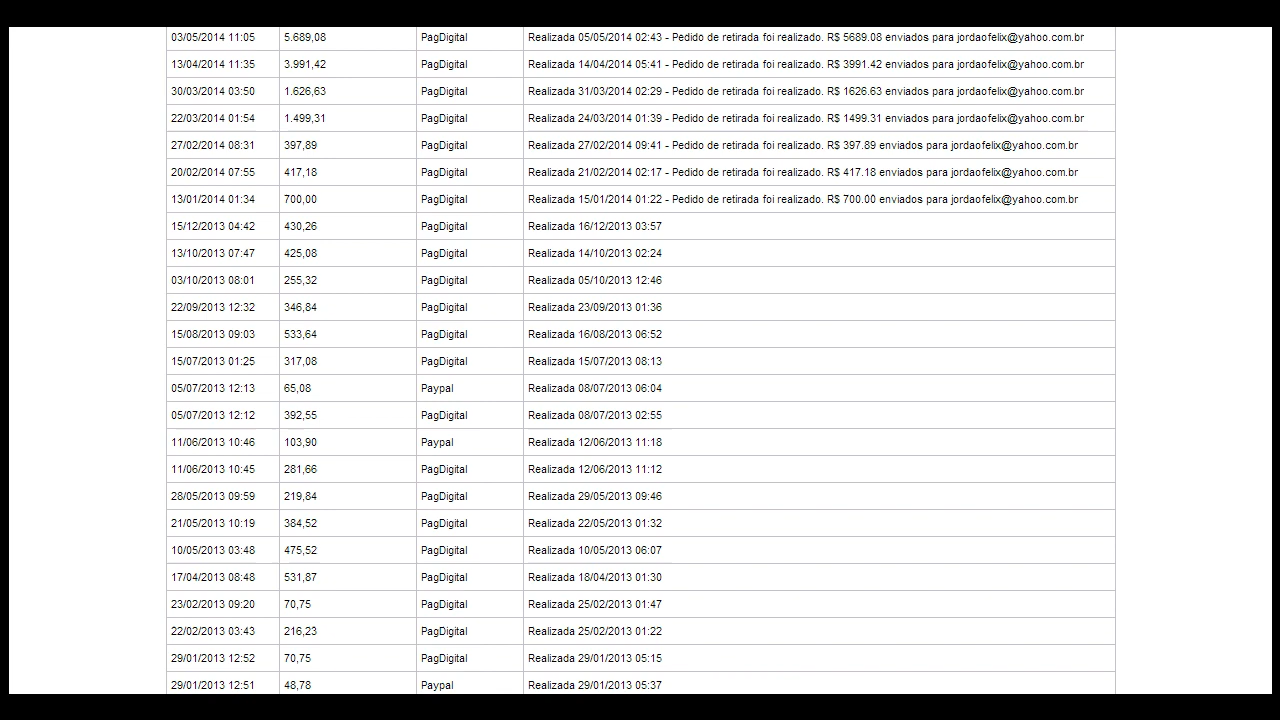 03/05/2014 11:05 5.689,08 PagDigital Realizada 05/05/2014 02:43 - Pedido de retirada foi realizado. R$ 5689.08 enviados para jordaofelix@yahoo.com.br
13/04/2014 11:35 3.991,42 PagDigital Realizada 14/04/2014 05:41 - Pedido de retirada foi realizado. R$ 3991.42 enviados para jordaofelix@yahoo.com.br
30/03/2014 03:50 1.626,63 PagDigital Realizada 31/03/2014 02:29 - Pedido de retirada foi realizado. R$ 1626.63 enviados para jordaofelix@yahoo.com.br
22/03/2014 01:54 1.499,31 PagDigital Realizada 24/03/2014 01:39 - Pedido de retirada foi realizado. R$ 1499.31 enviados para jordaofelix@yahoo.com.br
27/02/2014 08:31 397,89 PagDigital Realizada 27/02/2014 09:41 - Pedido de retirada foi realizado. R$ 397.89 enviados para jordaofelix@yahoo.com.br
20/02/2014 07:55 417,18 PagDigital Realizada 21/02/2014 02:17 - Pedido de retirada foi realizado. R$ 417.18 enviados para jordaofelix@yahoo.com.br
13/01/2014 01:34 700,00 PagDigital Realizada 15/01/2014 01:22 - Pedido de retirada foi realizado. R$ 700.00 enviados para jordaofelix@yahoo.com.br
15/12/2013 04:42 430,26 PagDigital Realizada 16/12/2013 03:57
13/10/2013 07:47 425,08 PagDigital Realizada 14/10/2013 02:24
03/10/2013 08:01 255,32 PagDigital Realizada 05/10/2013 12:46
22/09/2013 12:32 346,84 PagDigital Realizada 23/09/2013 01:36
15/08/2013 09:03 533,64 PagDigital Realizada 16/08/2013 06:52
15/07/2013 01:25 317,08 PagDigital Realizada 15/07/2013 08:13
05/07/2013 12:13 65,08 Paypal Realizada 08/07/2013 06:04
05/07/2013 12:12 392,55 PagDigital Realizada 08/07/2013 02:55
11/06/2013 10:46 103,90 Paypal Realizada 12/06/2013 11:18
11/06/2013 10:45 281,66 PagDigital Realizada 12/06/2013 11:12
28/05/2013 09:59 219,84 PagDigital Realizada 29/05/2013 09:46
21/05/2013 10:19 384,52 PagDigital Realizada 22/05/2013 01:32
10/05/2013 03:48 475,52 PagDigital Realizada 10/05/2013 06:07
17/04/2013 08:48 531,87 PagDigital Realizada 18/04/2013 01:30
23/02/2013 09:20 70,75 PagDigital Realizada 25/02/2013 01:47
22/02/2013 03:43 216,23 PagDigital Realizada 25/02/2013 01:22
29/01/2013 12:52 70,75 PagDigital Realizada 29/01/2013 05:15
29/01/2013 12:51 48,78 Paypal Realizada 29/01/2013 05:37